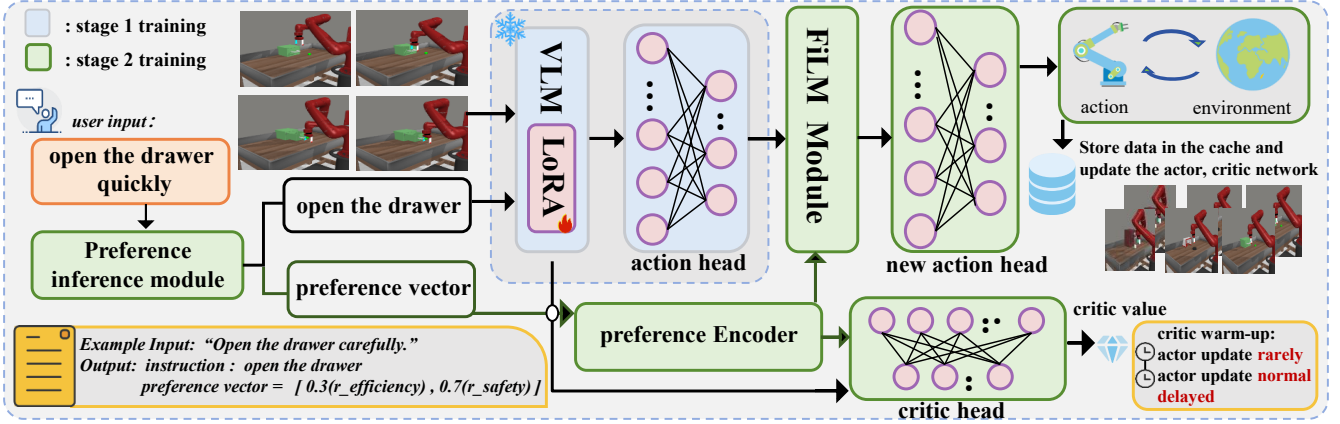 : stage 1 training
: stage 2 training
user input:
open the drawer
quickly
Preference
inference module
open the drawer
preference vector
VLM
LoRA
action head
FiLM Module
new action head
action
environment
Store data in the cache and
update the actor, critic network
preference Encoder
critic head
critic value
critic warm-up:
actor update rarely
actor update normal
delayed
Example Input: “Open the drawer carefully.”
Output: instruction : open the drawer
preference vector = [ 0.3(r_efficiency) , 0.7(r_safety) ]